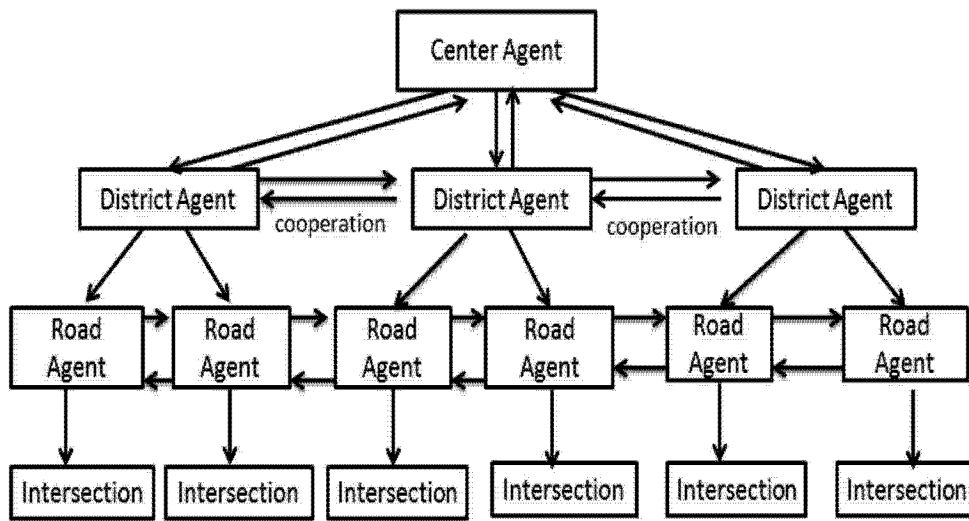 Center Agent
District Agent
District Agent
District Agent
cooperation
cooperation
Road
Agent
Road
Agent
Road
Agent
Road
Agent
Road
Agent
Road
Agent
Intersection
Intersection
Intersection
Intersection
Intersection
Intersection